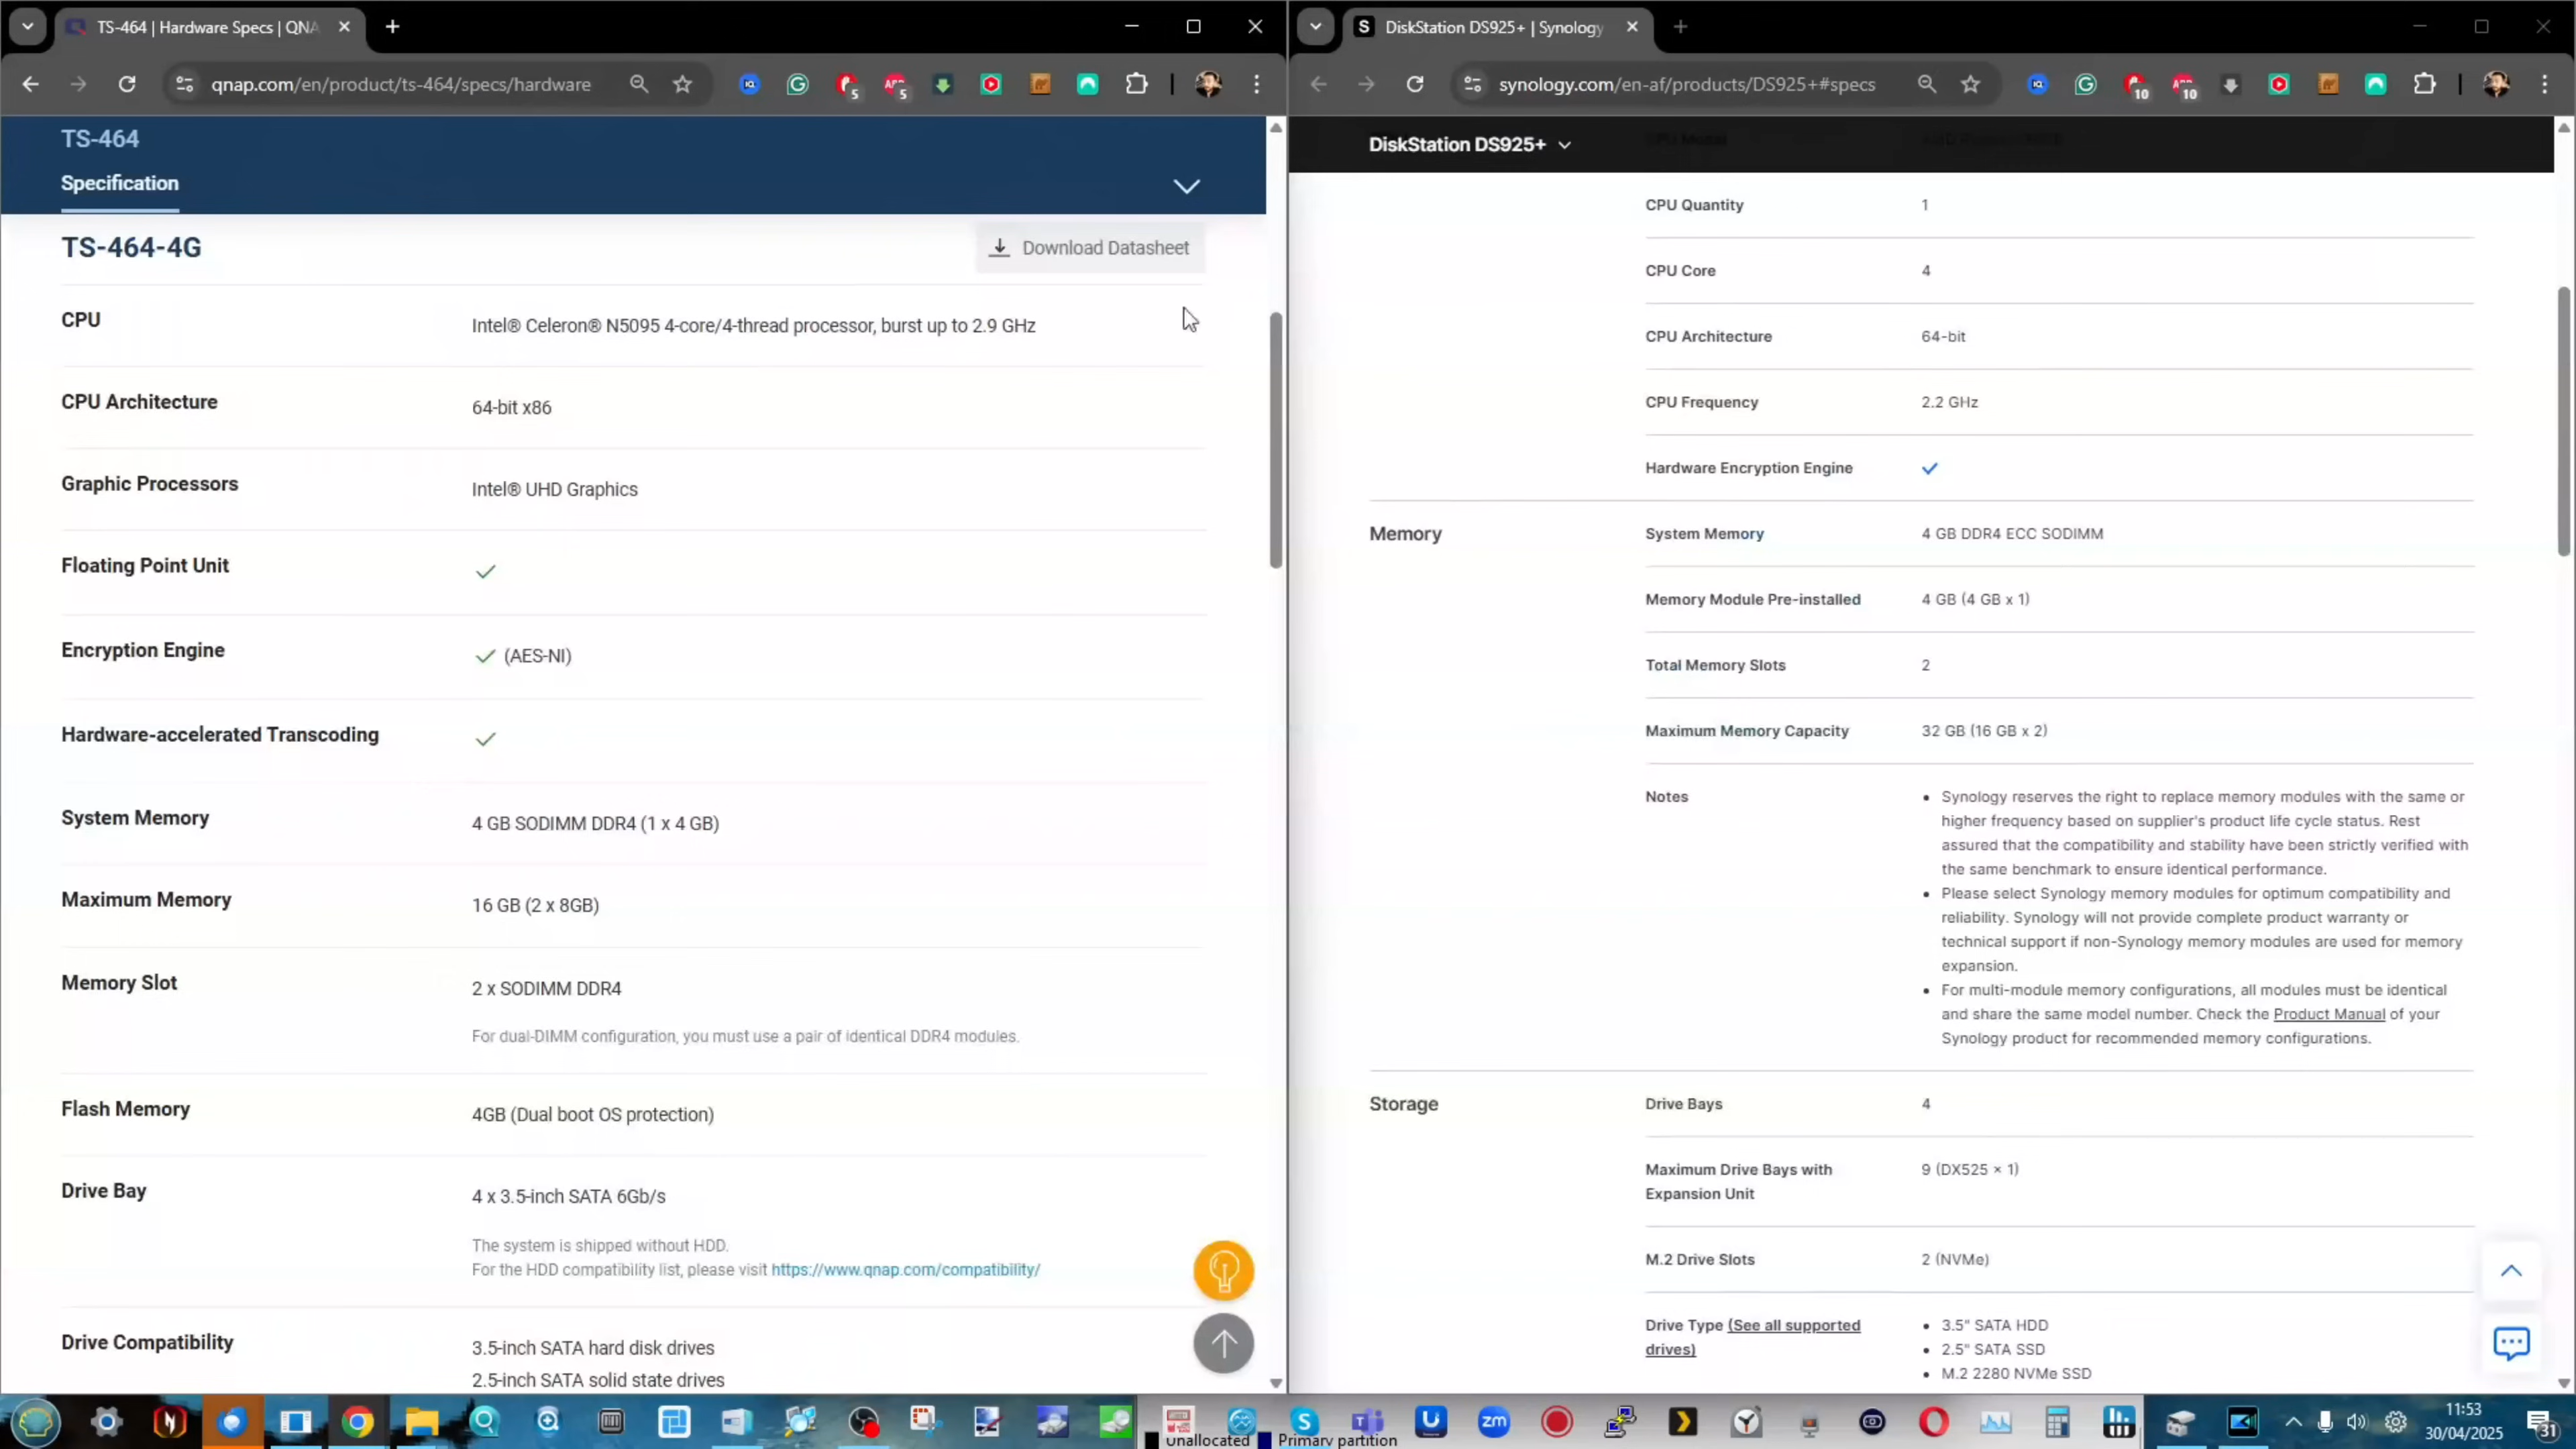 TS-464 | Hardware Specs | QNA
qnap.com/en/product/ts-464/specs/hardware
5
5
TS-464
Specification
TS-464-4G
Download Datasheet
CPU
Intel® Celeron® N5095 4-core/4-thread processor, burst up to 2.9 GHz
CPU Architecture
64-bit x86
Graphic Processors
Intel® UHD Graphics
Floating Point Unit
Encryption Engine
(AES-NI)
Hardware-accelerated Transcoding
System Memory
4 GB SODIMM DDR4 (1 x 4 GB)
Maximum Memory
16 GB (2 x 8GB)
Memory Slot
2 x SODIMM DDR4
For dual-DIMM configuration, you must use a pair of identical DDR4 modules.
Flash Memory
4GB (Dual boot OS protection)
Drive Bay
4 x 3.5-inch SATA 6Gb/s
The system is shipped without HDD.
For the HDD compatibility list, please visit https://www.qnap.com/compatibility/
Drive Compatibility
3.5-inch SATA hard disk drives
2.5-inch SATA solid state drives
DiskStation DS925+ | Synology
synology.com/en-af/products/DS925+#specs
10
10
DiskStation DS925+
CPU Model
CPU Quantity
1
CPU Core
4
CPU Architecture
64-bit
CPU Frequency
2.2 GHz
Hardware Encryption Engine
Memory
System Memory
4 GB DDR4 ECC SODIMM
Memory Module Pre-installed
4 GB (4 GB x 1)
Total Memory Slots
2
Maximum Memory Capacity
32 GB (16 GB x 2)
Notes
• Synology reserves the right to replace memory modules with the same or
higher frequency based on supplier's product life cycle status. Rest
assured that the compatibility and stability have been strictly verified with
the same benchmark to ensure identical performance.
• Please select Synology memory modules for optimum compatibility and
reliability. Synology will not provide complete product warranty or
technical support if non-Synology memory modules are used for memory
expansion.
• For multi-module memory configurations, all modules must be identical
and share the same model number. Check the Product Manual of your
Synology product for recommended memory configurations.
Storage
Drive Bays
4
Maximum Drive Bays with
Expansion Unit
9 (DX525 × 1)
M.2 Drive Slots
2 (NVMe)
Drive Type (See all supported
drives)
• 3.5" SATA HDD
• 2.5" SATA SSD
• M.2 2280 NVMe SSD
zm
Unallocated
Primary partition
11:53
30/04/2025
31